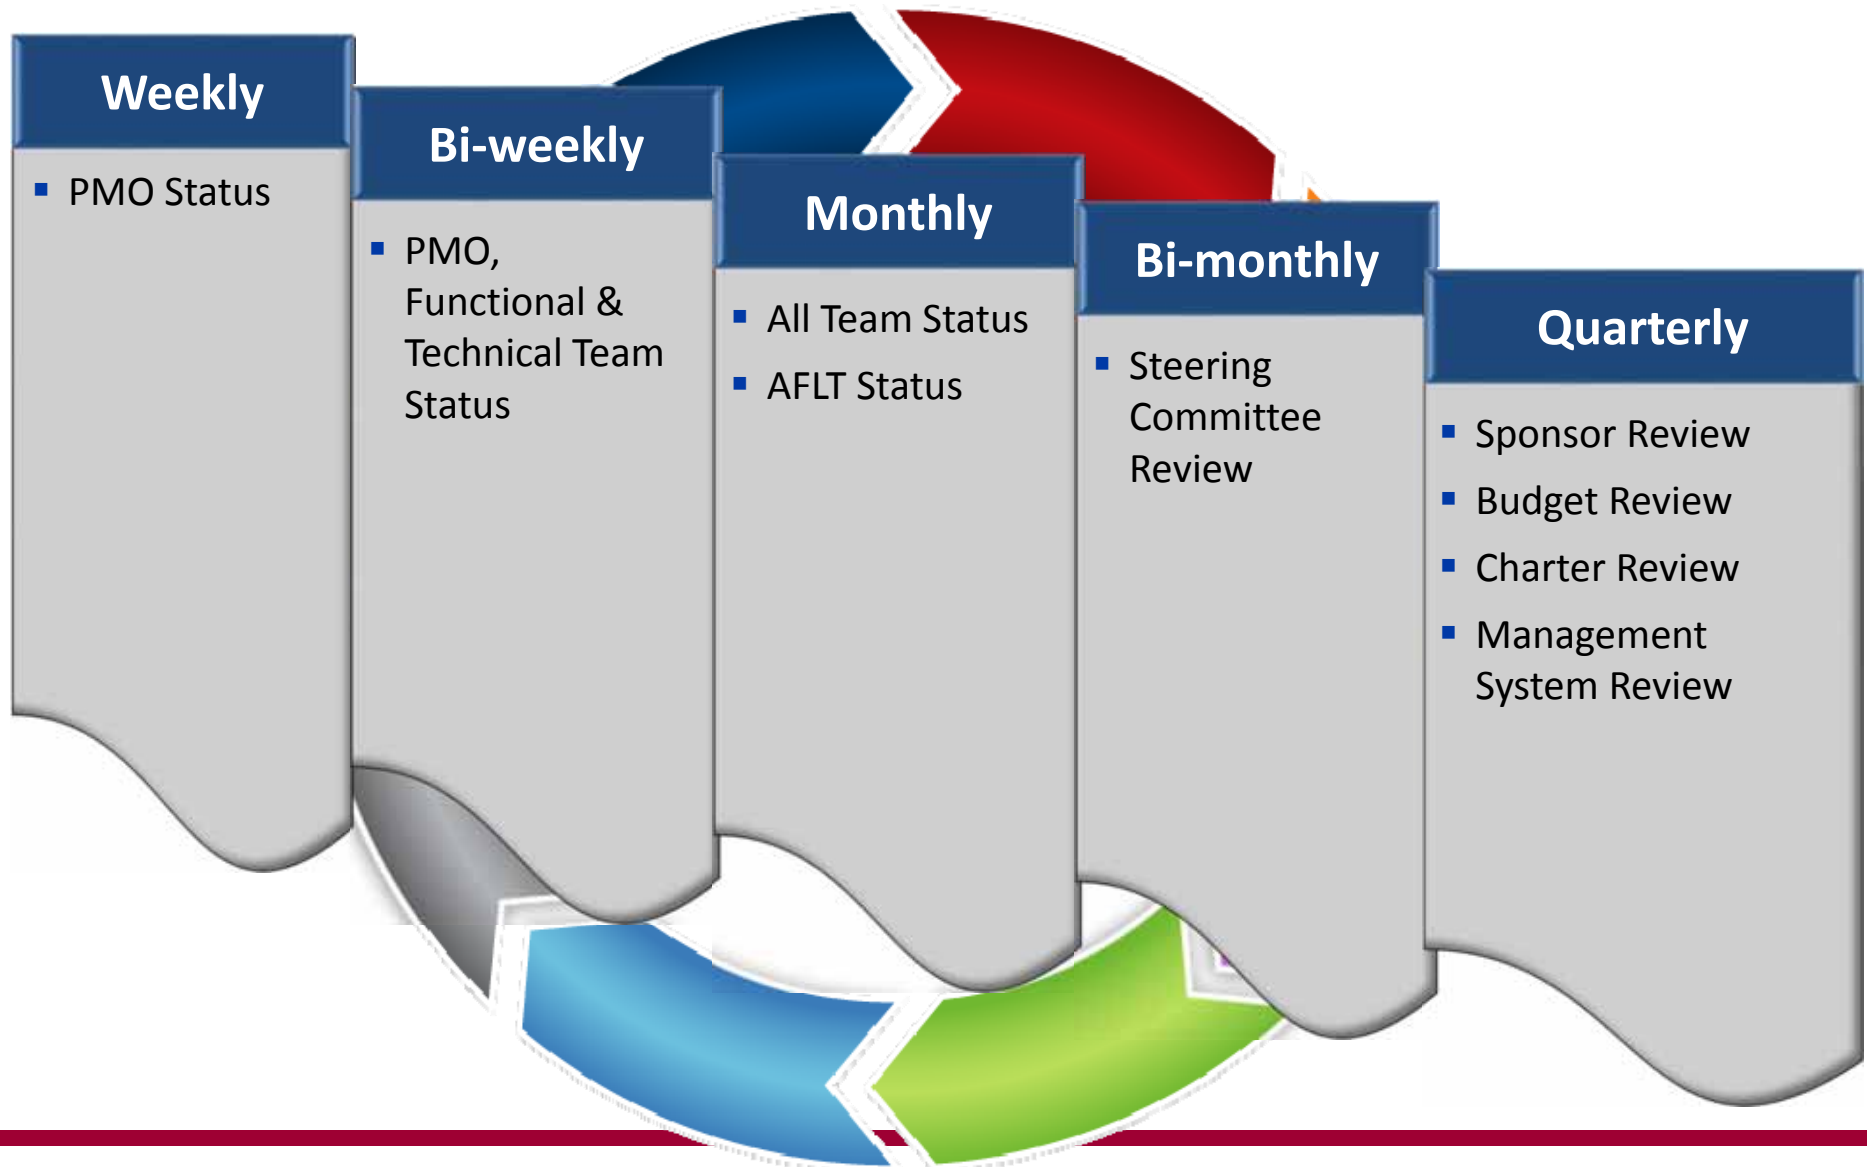 Weekly
▪ PMO Status
Bi-weekly
▪ PMO,
Functional &
Technical Team
Status
Monthly
▪ All Team Status
▪ AFLT Status
Bi-monthly
▪ Steering
Committee
Review
Quarterly
▪ Sponsor Review
▪ Budget Review
▪ Charter Review
▪ Management
System Review